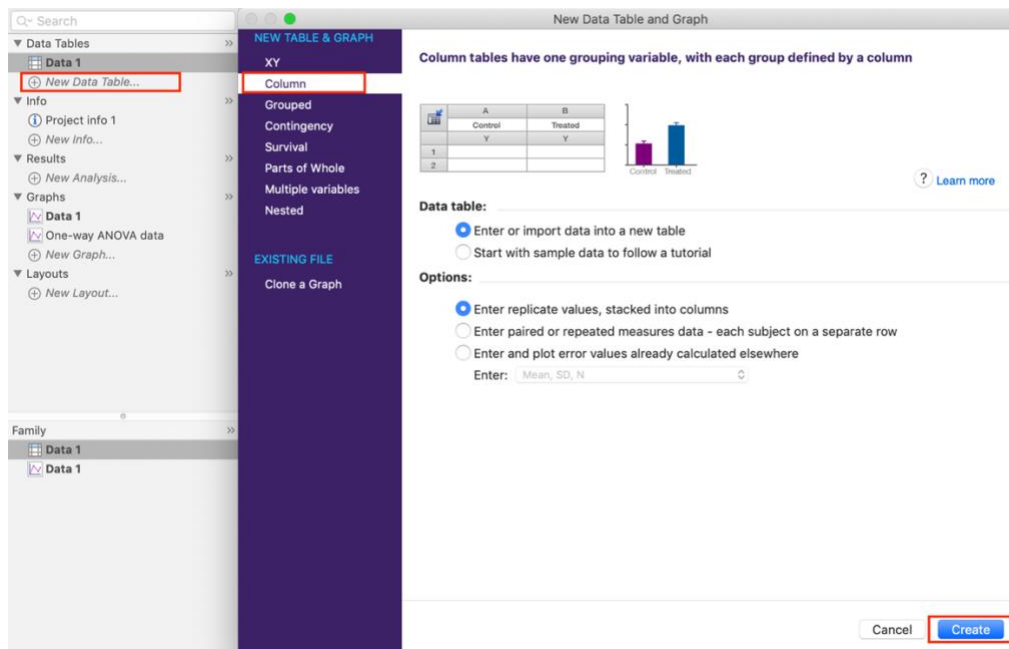 Search
Data Tables
Data 1
New Data Table...
Info
Project info 1
New Info...
Results
New Analysis...
Graphs
Data 1
One-way ANOVA data
New Graph...
Layouts
New Layout...
Family
Data 1
Data 1
New Data Table and Graph
NEW TABLE & GRAPH
XY
Column
Grouped
Contingency
Survival
Parts of Whole
Multiple variables
Nested
EXISTING FILE
Clone a Graph
Column tables have one grouping variable, with each group defined by a column
A B
Control Treated
Y Y
1
2
Control Treated
? Learn more
Data table:
Enter or import data into a new table
Start with sample data to follow a tutorial
Options:
Enter replicate values, stacked into columns
Enter paired or repeated measures data - each subject on a separate row
Enter and plot error values already calculated elsewhere
Enter: Mean, SD, N
Cancel Create